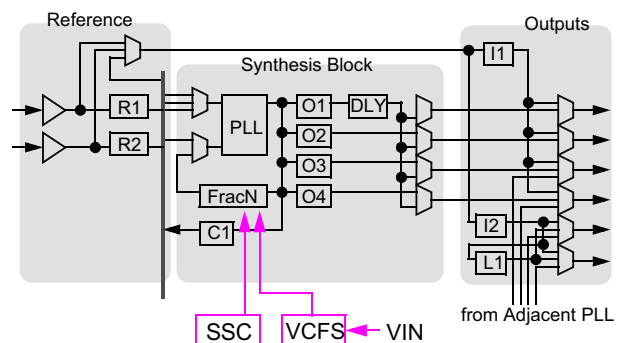 Reference
Outputs
Synthesis Block
I1
R1
O1
DLY
PLL
R2
O2
O3
FracN
O4
C1
I2
L1
from Adjacent PLL
SSC
VCFS
VIN